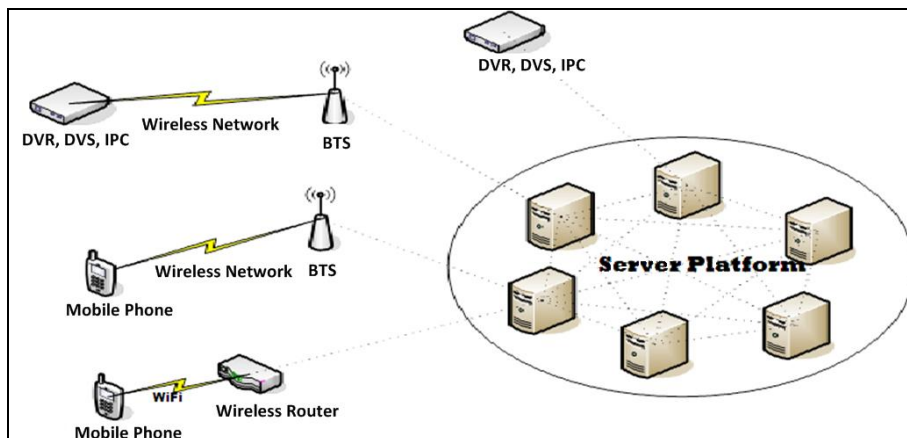 DVR, DVS, IPC
Wireless Network
BTS
DVR, DVS, IPC
Wireless Network
BTS
Mobile Phone
Server Platform
WiFi
Wireless Router
Mobile Phone